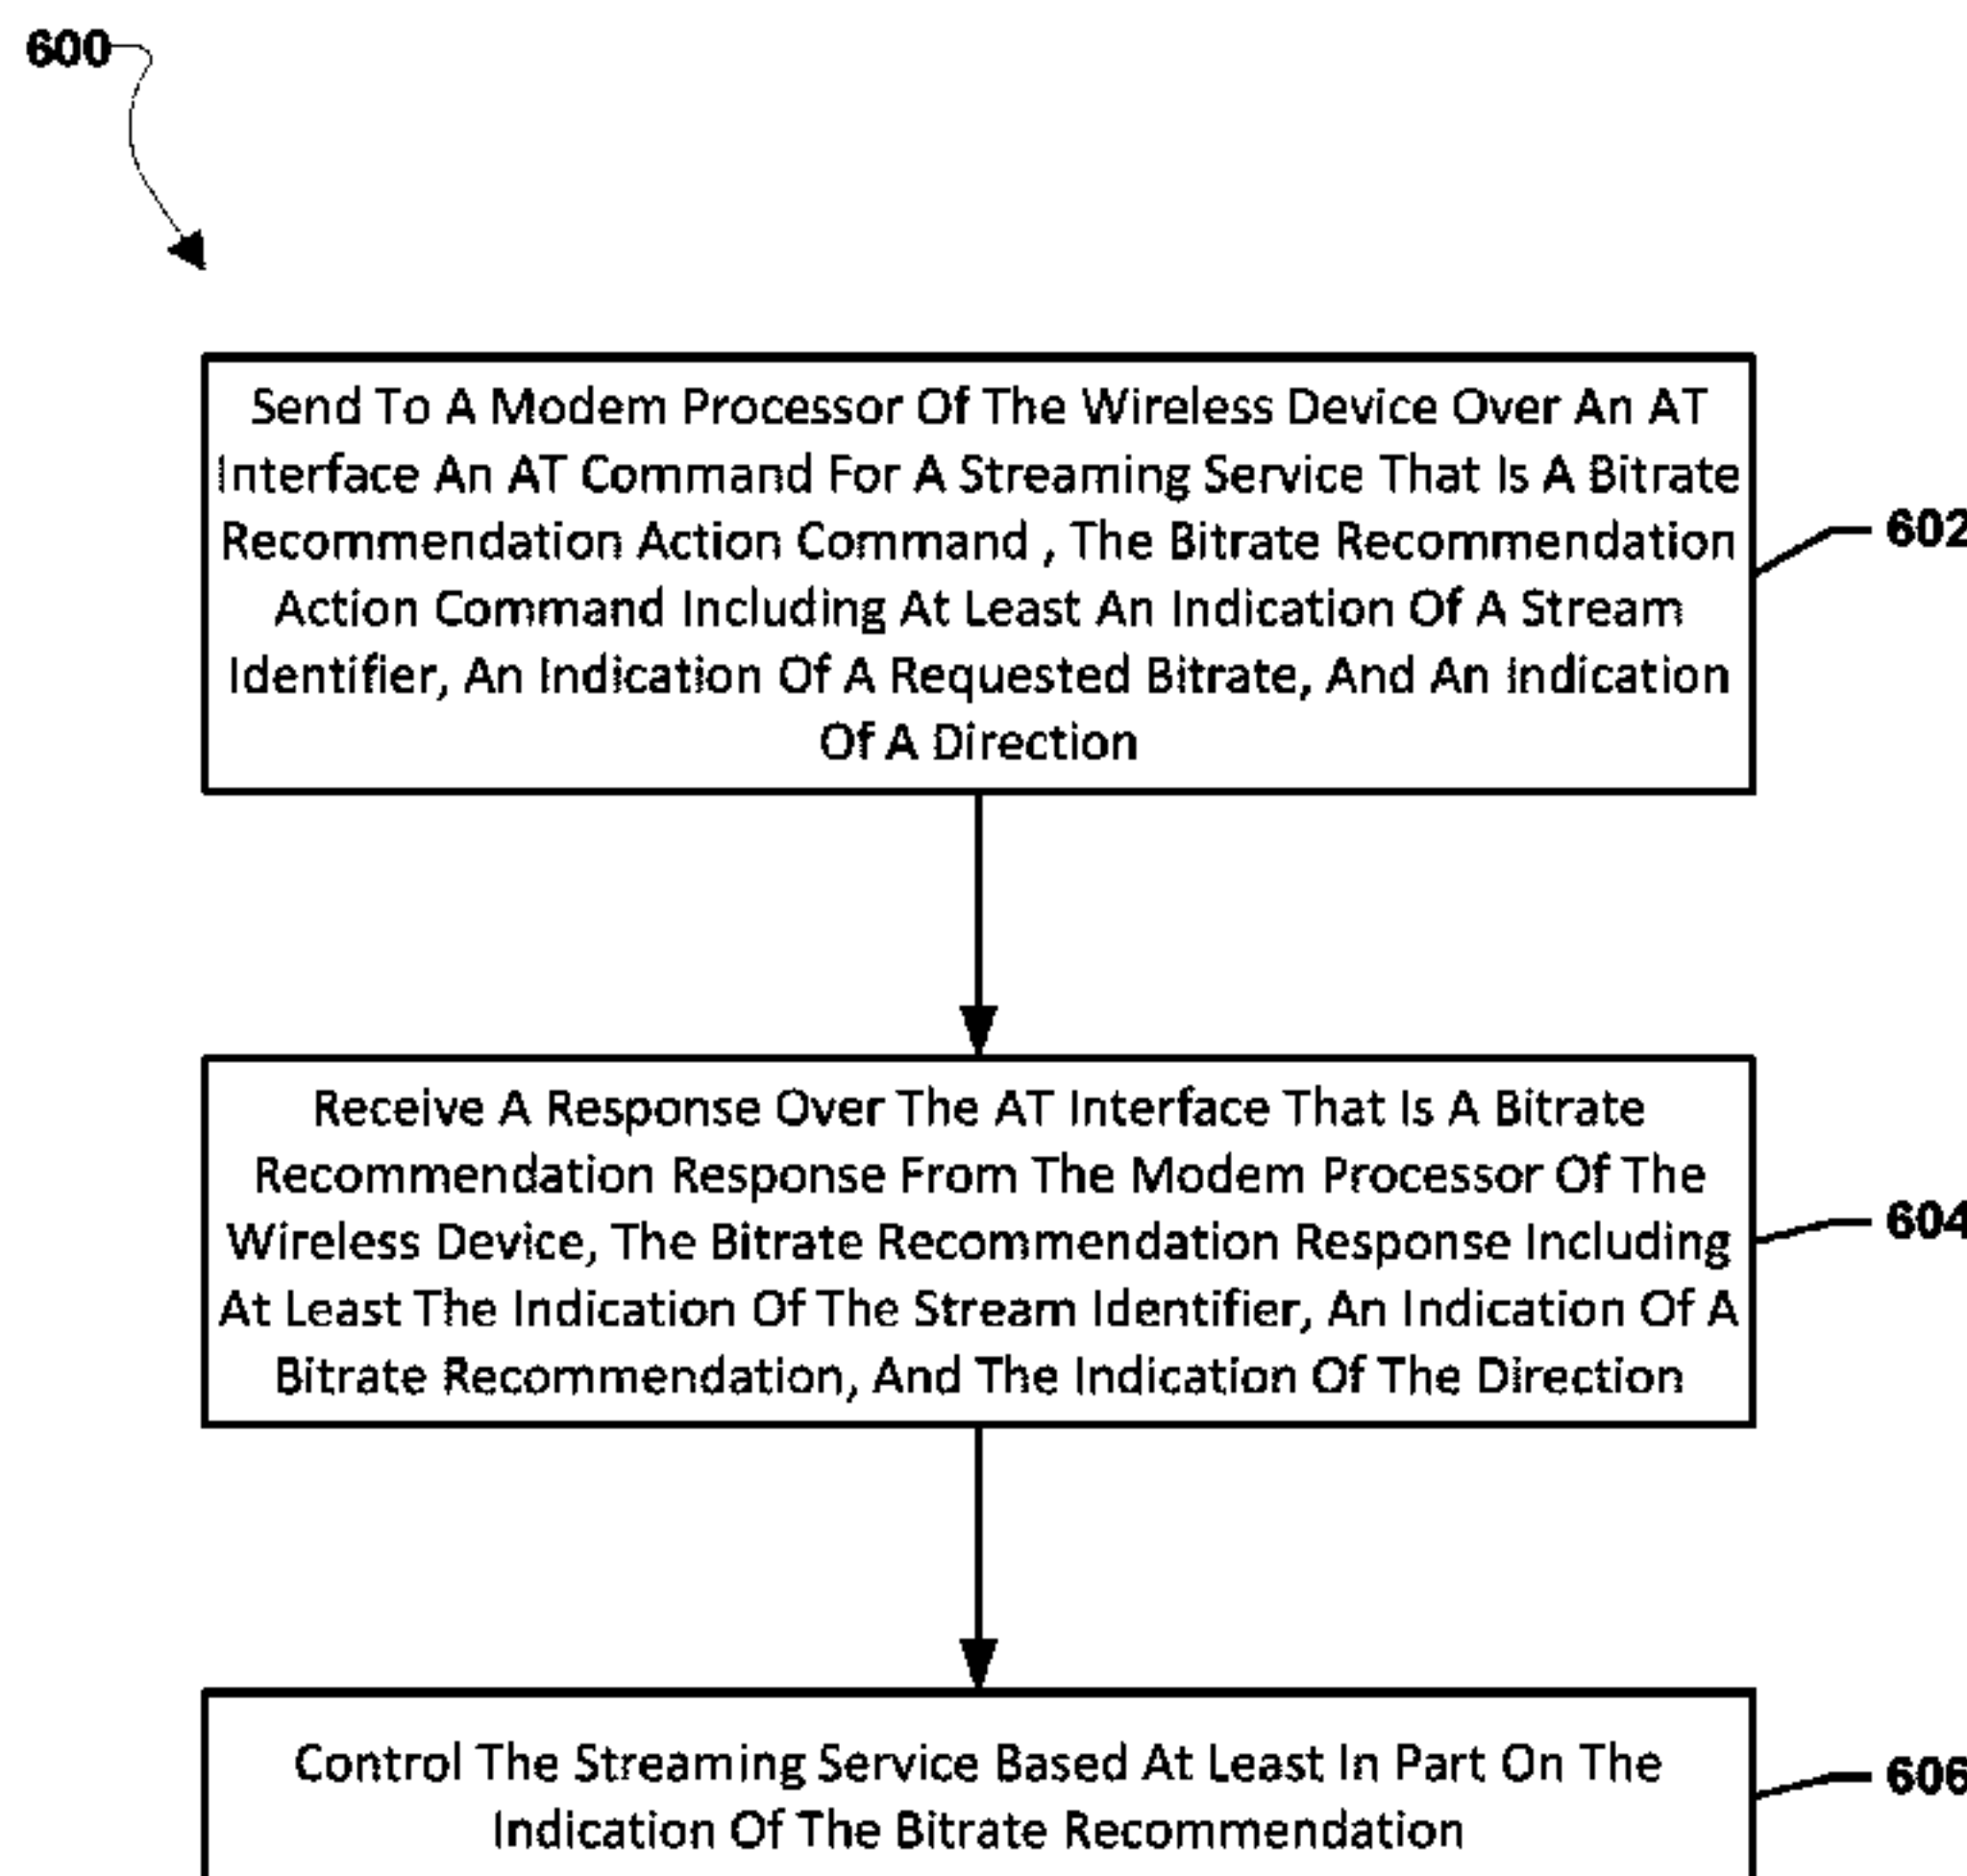 600
Send To A Modem Processor Of The Wireless Device Over An AT
Interface An AT Command For A Streaming Service That Is A Bitrate
Recommendation Action Command , The Bitrate Recommendation
Action Command Including At Least An Indication Of A Stream
Identifier, An Indication Of A Requested Bitrate, And An Indication
Of A Direction
602
Receive A Response Over The AT Interface That Is A Bitrate
Recommendation Response From The Modem Processor Of The
Wireless Device, The Bitrate Recommendation Response Including
At Least The Indication Of The Stream Identifier, An Indication Of A
Bitrate Recommendation, And The Indication Of The Direction
604
Control The Streaming Service Based At Least In Part On The
Indication Of The Bitrate Recommendation
606